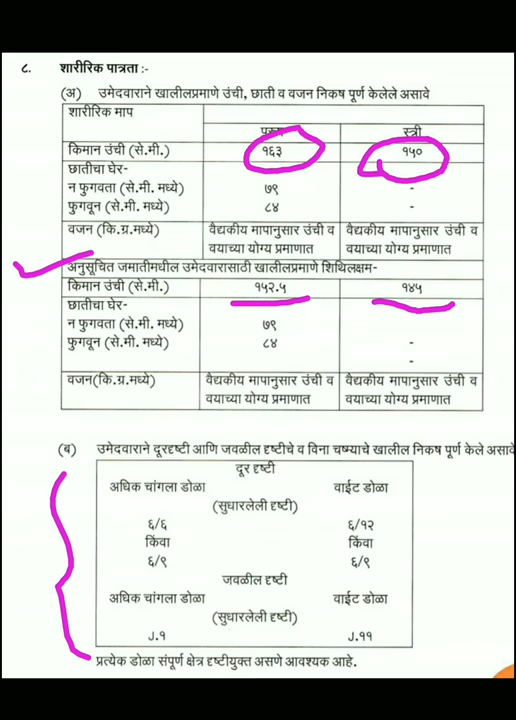 ८. शारीरिक पात्रता :-
(अ) उमेदवाराने खालीलप्रमाणे उंची, छाती व वजन निकष पूर्ण केलेले असावे
शारीरिक माप
पुरुष स्त्री
किमान उंची (से.मी.) १६३ १५०
छातीचा घेर-
न फुगवता (से.मी. मध्ये) ७९ -
फुगवून (से.मी. मध्ये) ८४ -
वजन (कि.ग्र.मध्ये) वैद्यकीय मापानुसार उंची व वैद्यकीय मापानुसार उंची व
वयाच्या योग्य प्रमाणात वयाच्या योग्य प्रमाणात
अनुसूचित जमातीमधील उमेदवारासाठी खालीलप्रमाणे शिथिलक्षम-
किमान उंची (से.मी.) १५२.५ १४५
छातीचा घेर-
न फुगवता (से.मी. मध्ये) ७९
फुगवून (से.मी. मध्ये) ८४ -
-
वजन(कि.ग्र.मध्ये) वैद्यकीय मापानुसार उंची व वैद्यकीय मापानुसार उंची व
वयाच्या योग्य प्रमाणात वयाच्या योग्य प्रमाणात
(ब) उमेदवाराने दूरदृष्टी आणि जवळील दृष्टीचे व विना चष्म्याचे खालील निकष पूर्ण केले असावे
दूर दृष्टी
अधिक चांगला डोळा वाईट डोळा
(सुधारलेली दृष्टी)
६/६ ६/१२
किंवा किंवा
६/९ ६/९
जवळील दृष्टी
अधिक चांगला डोळा वाईट डोळा
(सुधारलेली दृष्टी)
J.१ J.११
प्रत्येक डोळा संपूर्ण क्षेत्र दृष्टीयुक्त असणे आवश्यक आहे.